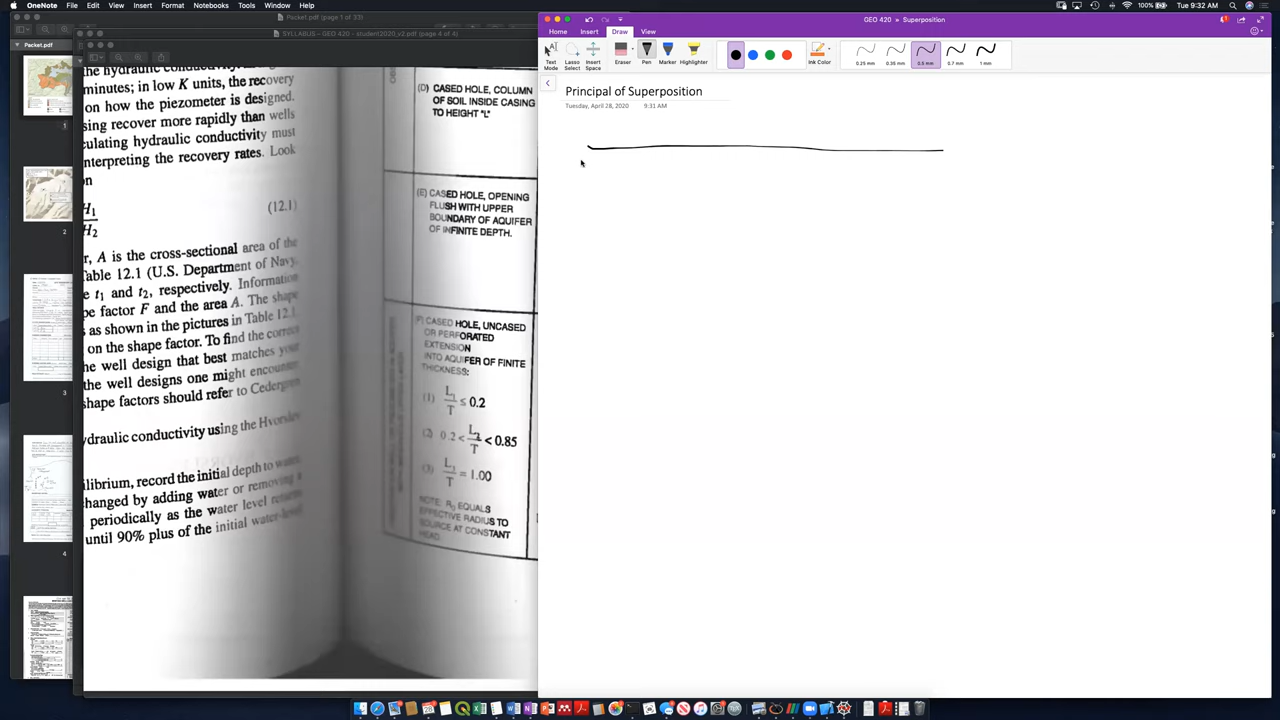 OneNote File Edit View Insert Format Notebooks Tools Window Help
100% Tue 9:32 AM
Packet.pdf (page 1 of 33)
SYLLABUS – GEO 420 - student2020_v2.pdf (page 4 of 4)
Packet.pdf
1
2
3
4
the hydraulic
minutes; in low K units, the recovery
on how the piezometer is designed.
sing recover more rapidly than wells
culating hydraulic conductivity must
nterpreting the recovery rates. Look
on
H₁
H₂
(12.1)
r, A is the cross-sectional area of the
Table 12.1 (U.S. Department of Navy,
e t₁ and t₂, respectively. Information
pe factor F and the area A. The shape
s as shown in the pictures in Table 12.1
on the shape factor. To find the correct
he well design that best matches your
the well designs one might encounter
shape factors should refer to Cedergren
ydraulic conductivity using the Hvorslev
ilibrium, record the initial depth to water
changed by adding water or removing a
periodically as the water level returns
until 90% plus of the initial water-level
(D) CASED HOLE, COLUMN
OF SOIL INSIDE CASING
TO HEIGHT "L"
(E) CASED HOLE, OPENING
FLUSH WITH UPPER
BOUNDARY OF AQUIFER
OF INFINITE DEPTH.
(F) CASED HOLE, UNCASED
OR PERFORATED
EXTENSION
INTO AQUIFER OF FINITE
THICKNESS:
(1) L₁/T ≤ 0.2
(2) 0.2 < L₂/T < 0.85
(3) L₃/T = 1.00
NOTE: R₀ EQUALS
EFFECTIVE RADIUS TO
SOURCE AT CONSTANT
HEAD.
GEO 420 » Superposition
Home Insert Draw View
Text Mode
Lasso Select
Insert Space
Eraser
Pen
Marker
Highlighter
Ink Color
0.25 mm
0.35 mm
0.5 mm
0.7 mm
1 mm
Principal of Superposition
Tuesday, April 28, 2020 9:31 AM